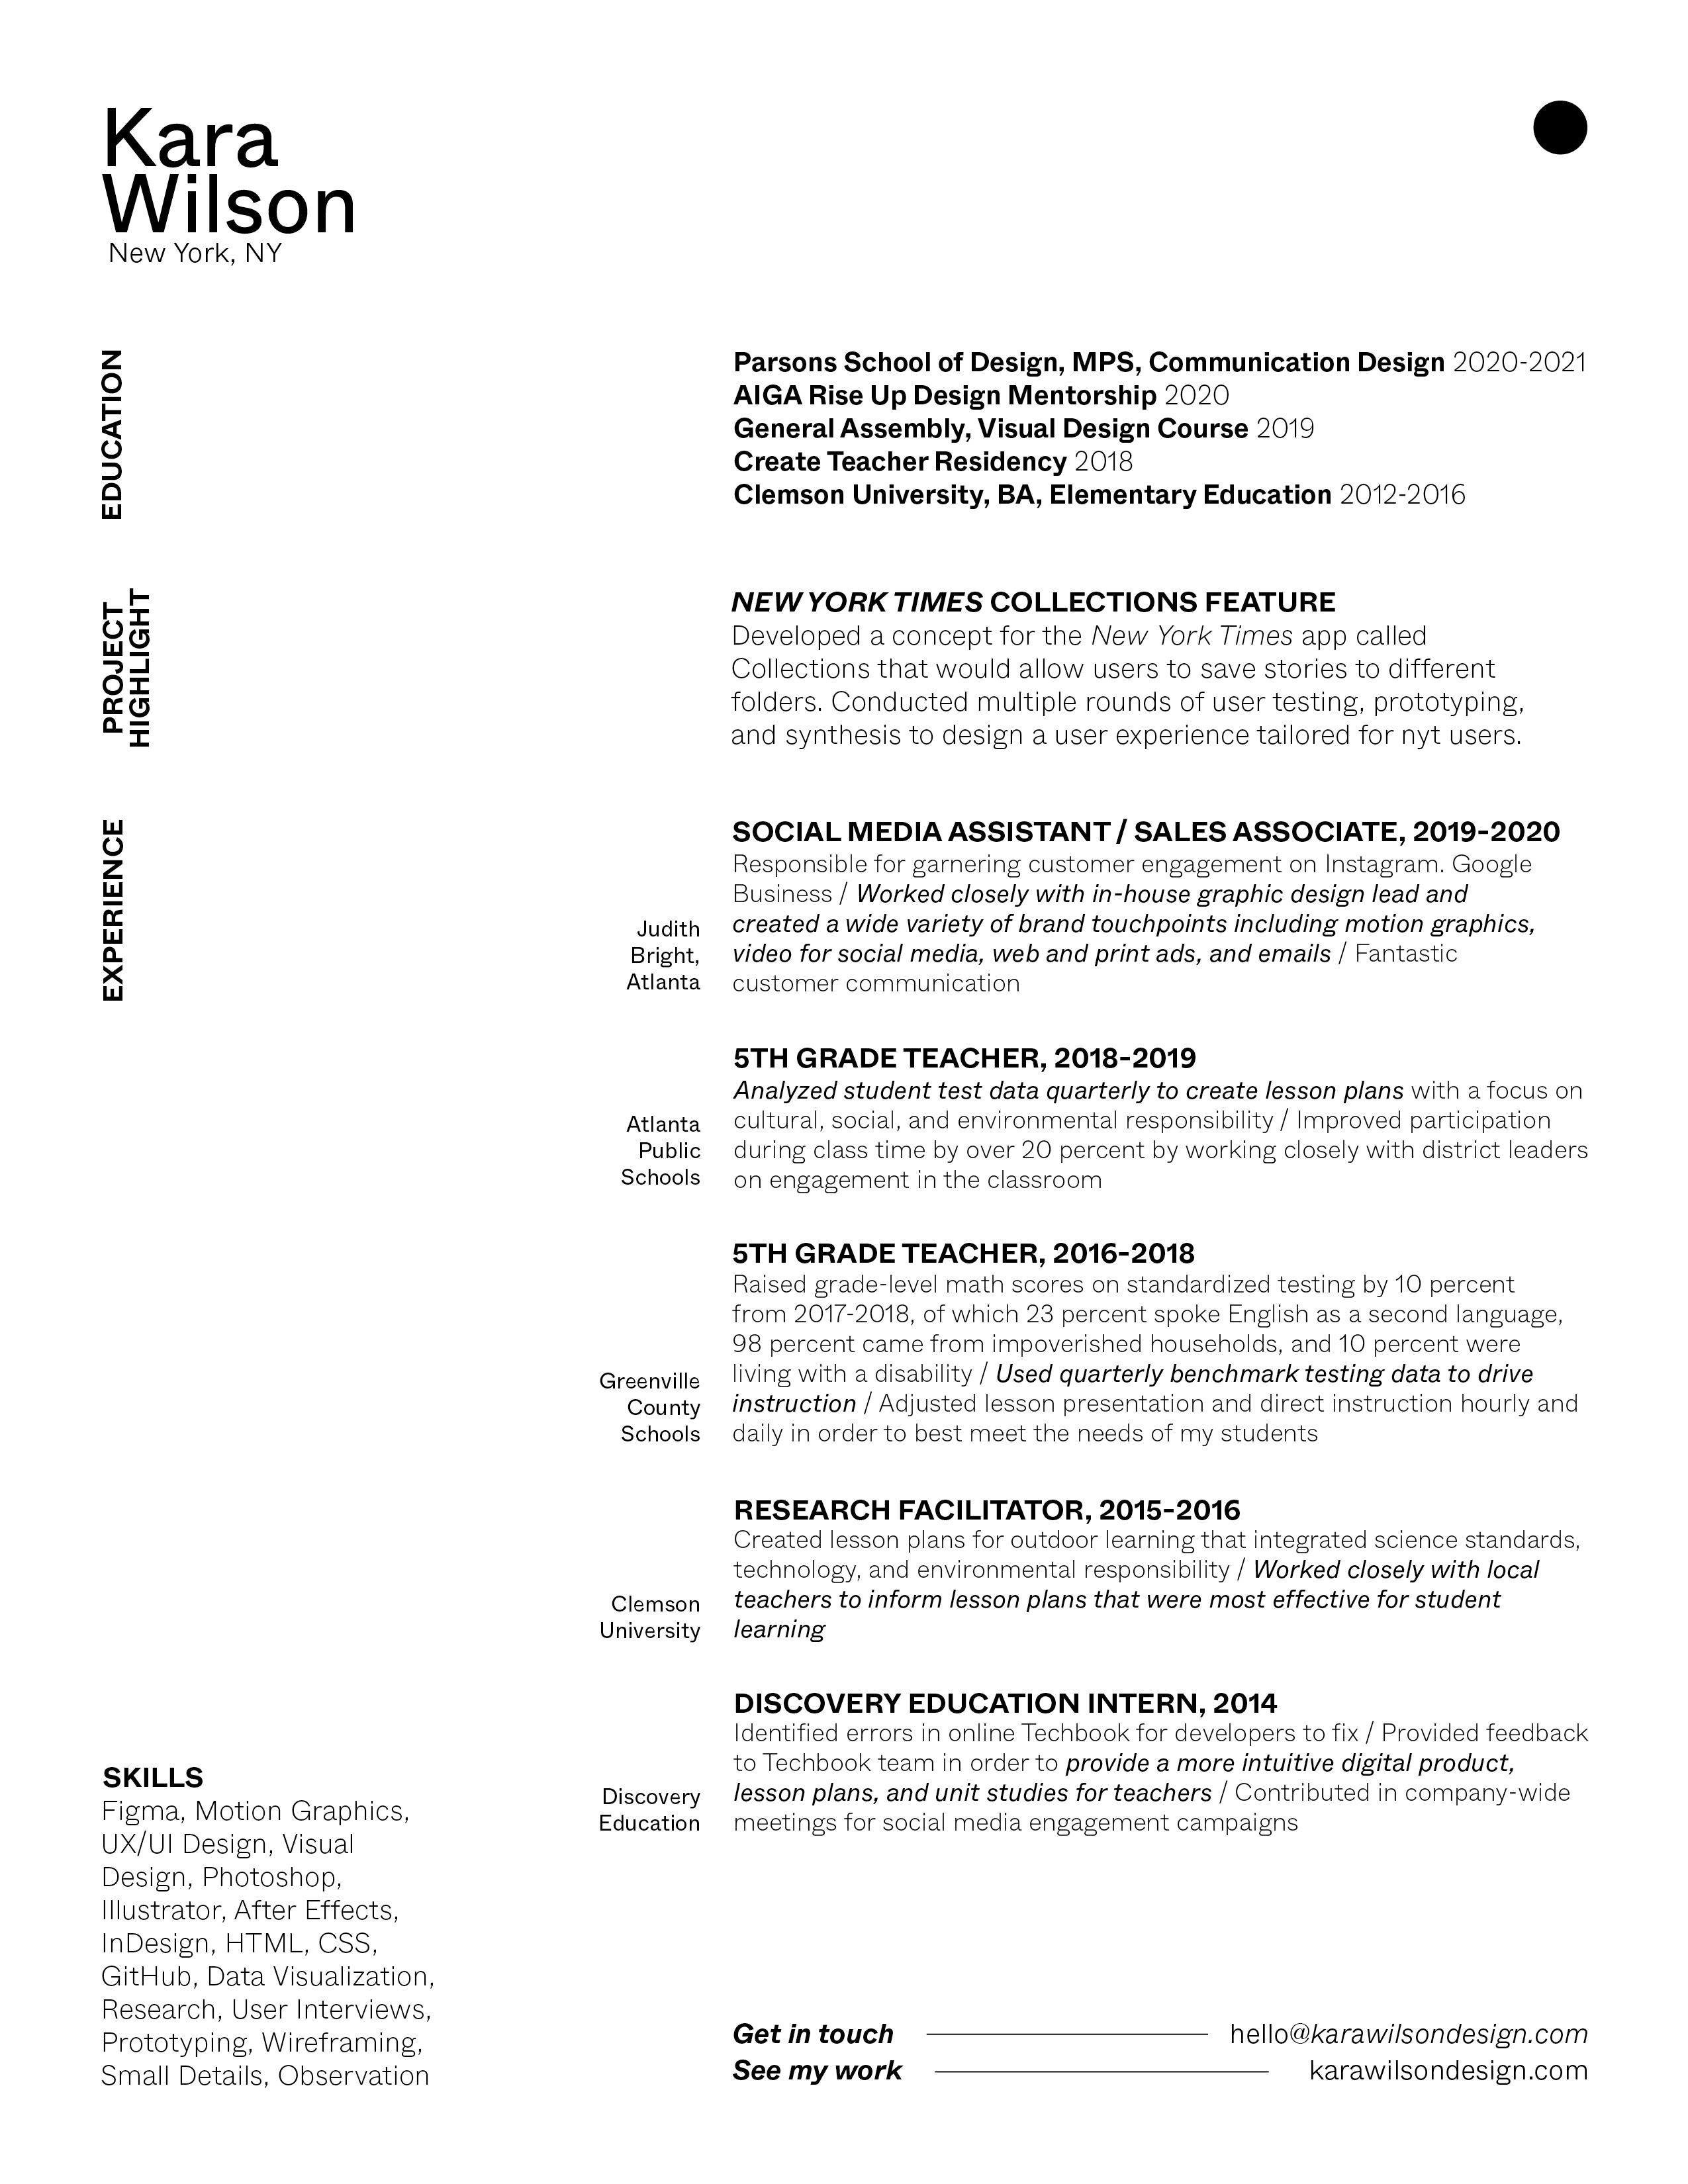 Kara
Wilson
New York, NY
EDUCATION
Parsons School of Design, MPS, Communication Design 2020-2021
AIGA Rise Up Design Mentorship 2020
General Assembly, Visual Design Course 2019
Create Teacher Residency 2018
Clemson University, BA, Elementary Education 2012-2016
PROJECT
HIGHLIGHT
NEW YORK TIMES COLLECTIONS FEATURE
Developed a concept for the New York Times app called
Collections that would allow users to save stories to different
folders. Conducted multiple rounds of user testing, prototyping,
and synthesis to design a user experience tailored for nyt users.
EXPERIENCE
SOCIAL MEDIA ASSISTANT / SALES ASSOCIATE, 2019-2020
Judith
Bright,
Atlanta
Responsible for garnering customer engagement on Instagram. Google
Business / Worked closely with in-house graphic design lead and
created a wide variety of brand touchpoints including motion graphics,
video for social media, web and print ads, and emails / Fantastic
customer communication
5TH GRADE TEACHER, 2018-2019
Atlanta
Public
Schools
Analyzed student test data quarterly to create lesson plans with a focus on
cultural, social, and environmental responsibility / Improved participation
during class time by over 20 percent by working closely with district leaders
on engagement in the classroom
5TH GRADE TEACHER, 2016-2018
Greenville
County
Schools
Raised grade-level math scores on standardized testing by 10 percent
from 2017-2018, of which 23 percent spoke English as a second language,
98 percent came from impoverished households, and 10 percent were
living with a disability / Used quarterly benchmark testing data to drive
instruction / Adjusted lesson presentation and direct instruction hourly and
daily in order to best meet the needs of my students
RESEARCH FACILITATOR, 2015-2016
Clemson
University
Created lesson plans for outdoor learning that integrated science standards,
technology, and environmental responsibility / Worked closely with local
teachers to inform lesson plans that were most effective for student
learning
DISCOVERY EDUCATION INTERN, 2014
Discovery
Education
Identified errors in online Techbook for developers to fix / Provided feedback
to Techbook team in order to provide a more intuitive digital product,
lesson plans, and unit studies for teachers / Contributed in company-wide
meetings for social media engagement campaigns
SKILLS
Figma, Motion Graphics,
UX/UI Design, Visual
Design, Photoshop,
Illustrator, After Effects,
InDesign, HTML, CSS,
GitHub, Data Visualization,
Research, User Interviews,
Prototyping, Wireframing,
Small Details, Observation
Get in touch hello@karawilsondesign.com
See my work karawilsondesign.com